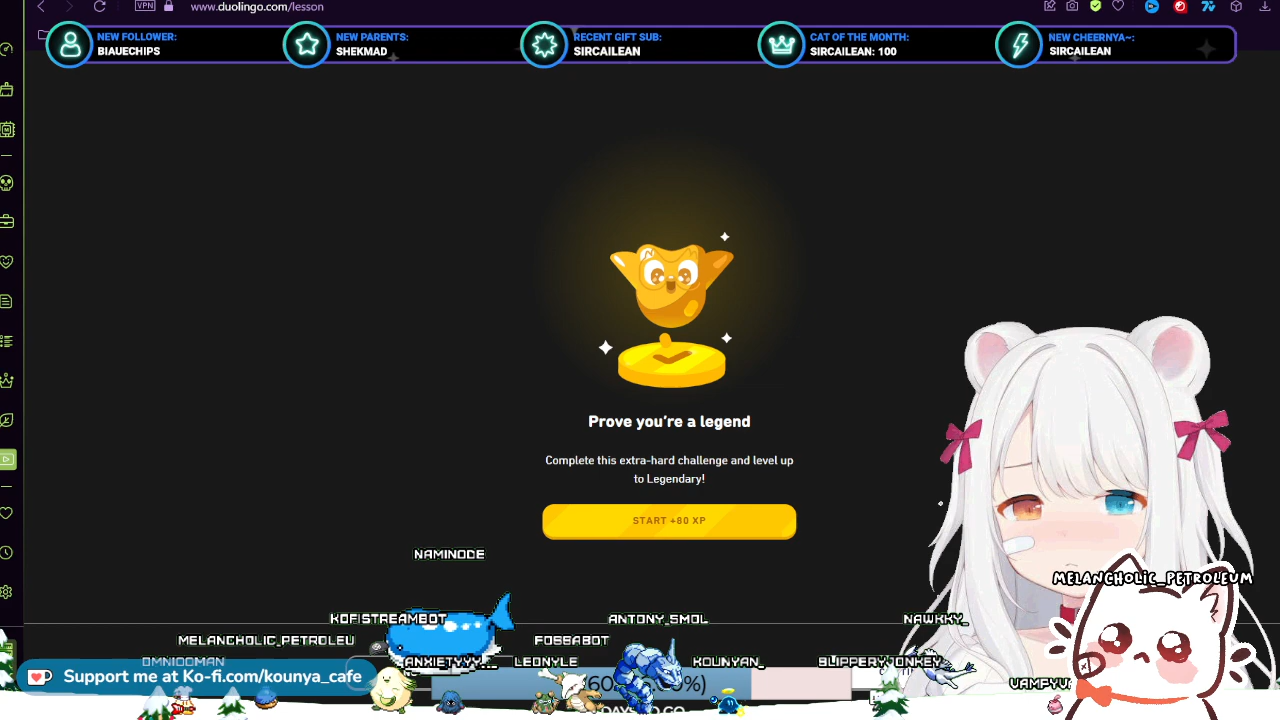 VPN
www.duolingo.com/lesson
NEW FOLLOWER:
BIAUECHIPS
NEW PARENTS:
SHEKMAD
RECENT GIFT SUB:
SIRCAILEAN
CAT OF THE MONTH:
SIRCAILEAN: 100
NEW CHEERNYA~:
SIRCAILEAN
Prove you're a legend
Complete this extra-hard challenge and level up
to Legendary!
START +80 XP
NAMINODE
MELANCHOLIC_PETROLEUM
KOFISTREAMBOT
ANTONY_SMOL
NAWKKY_
MELANCHOLIC_PETROLEU
FOSSABOT
OMNIOOMAN
ANXIETYYY_
LEONYLE
KOUNYAN_
SLIPPERYJONKEY_
Support me at Ko-fi.com/kounya_cafe